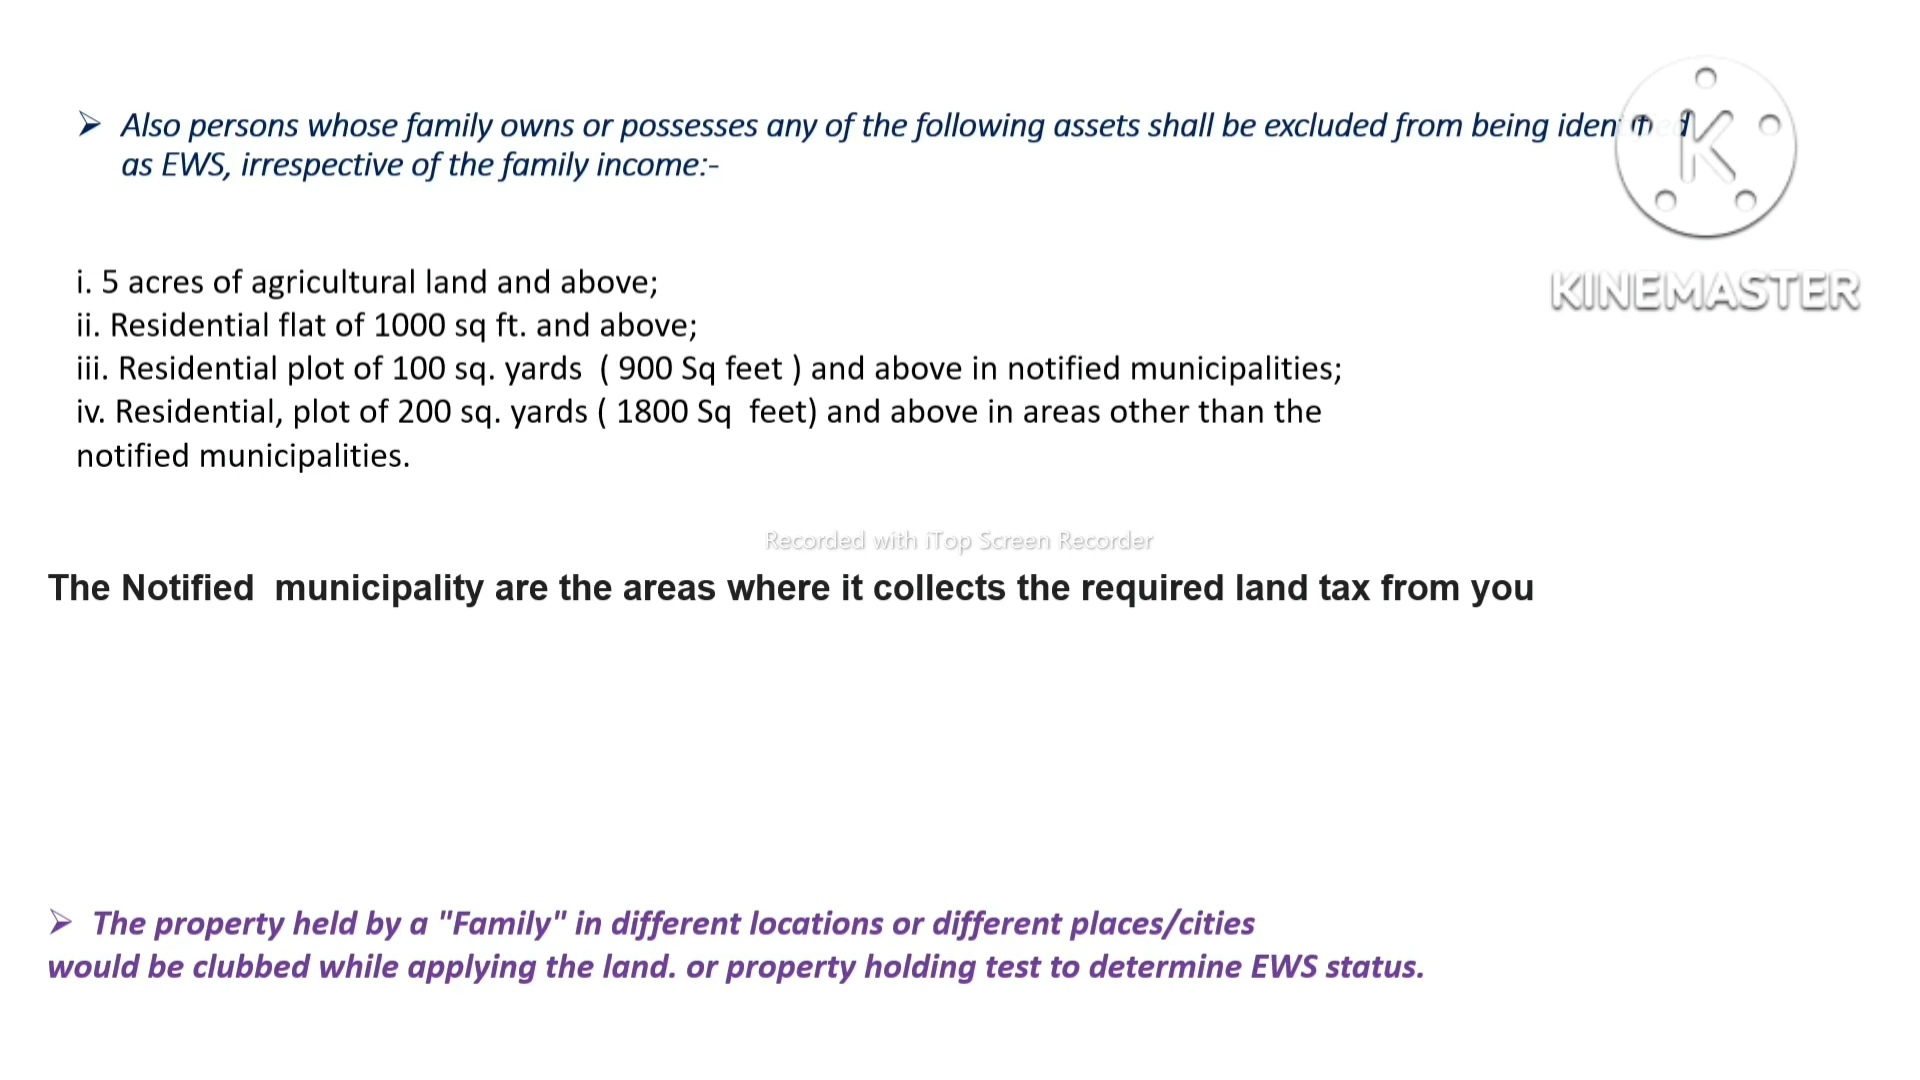 ➢ Also persons whose family owns or possesses any of the following assets shall be excluded from being
as EWS, irrespective of the family income:-
K
KINEMASTER
i. 5 acres of agricultural land and above;
ii. Residential flat of 1000 sq ft. and above;
iii. Residential plot of 100 sq. yards ( 900 Sq feet ) and above in notified municipalities;
iv. Residential, plot of 200 sq. yards ( 1800 Sq feet) and above in areas other than the
notified municipalities.
Recorded with iTop Screen Recorder
The Notified municipality are the areas where it collects the required land tax from you
➢ The property held by a "Family" in different locations or different places/cities
would be clubbed while applying the land. or property holding test to determine EWS status.